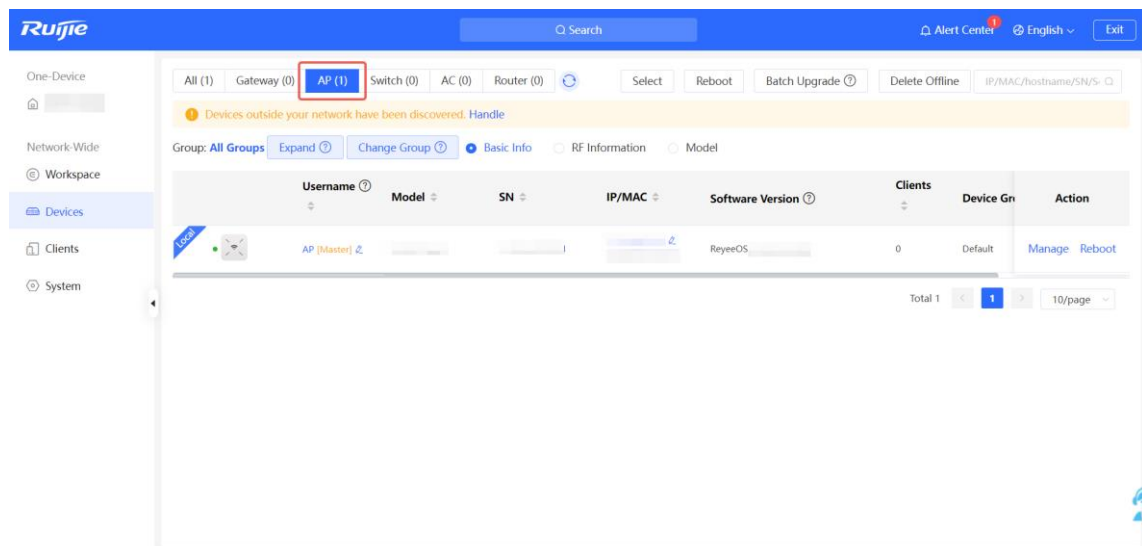 Ruijie
Search
Alert Center 1
English
Exit
One-Device
All (1) Gateway (0) AP (1) Switch (0) AC (0) Router (0) Select Reboot Batch Upgrade Delete Offline IP/MAC/hostname/SN/S
Devices outside your network have been discovered. Handle
Network-Wide
Group: All Groups Expand Change Group Basic Info RF Information Model
Workspace
Devices
Clients
System
Username Model SN IP/MAC Software Version Clients Device Gr Action
Local AP [Master] ReyeeOS 0 Default Manage Reboot
Total 1 1 10/page